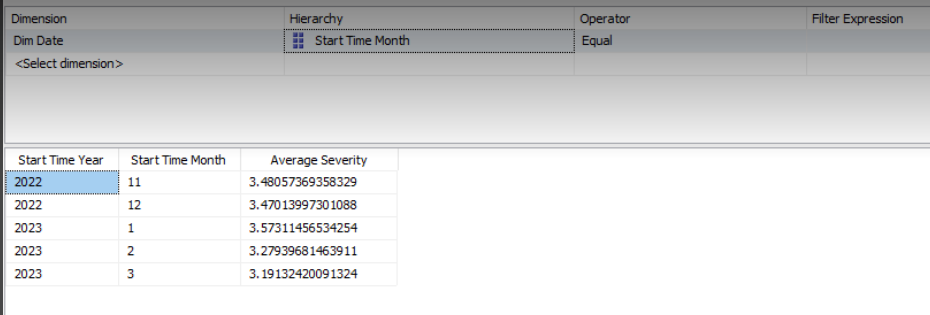 Dimension Hierarchy Operator Filter Expression
Dim Date Start Time Month Equal
<Select dimension>
Start Time Year Start Time Month Average Severity
2022 11 3.48057369358329
2022 12 3.47013997301088
2023 1 3.57311456534254
2023 2 3.27939681463911
2023 3 3.19132420091324